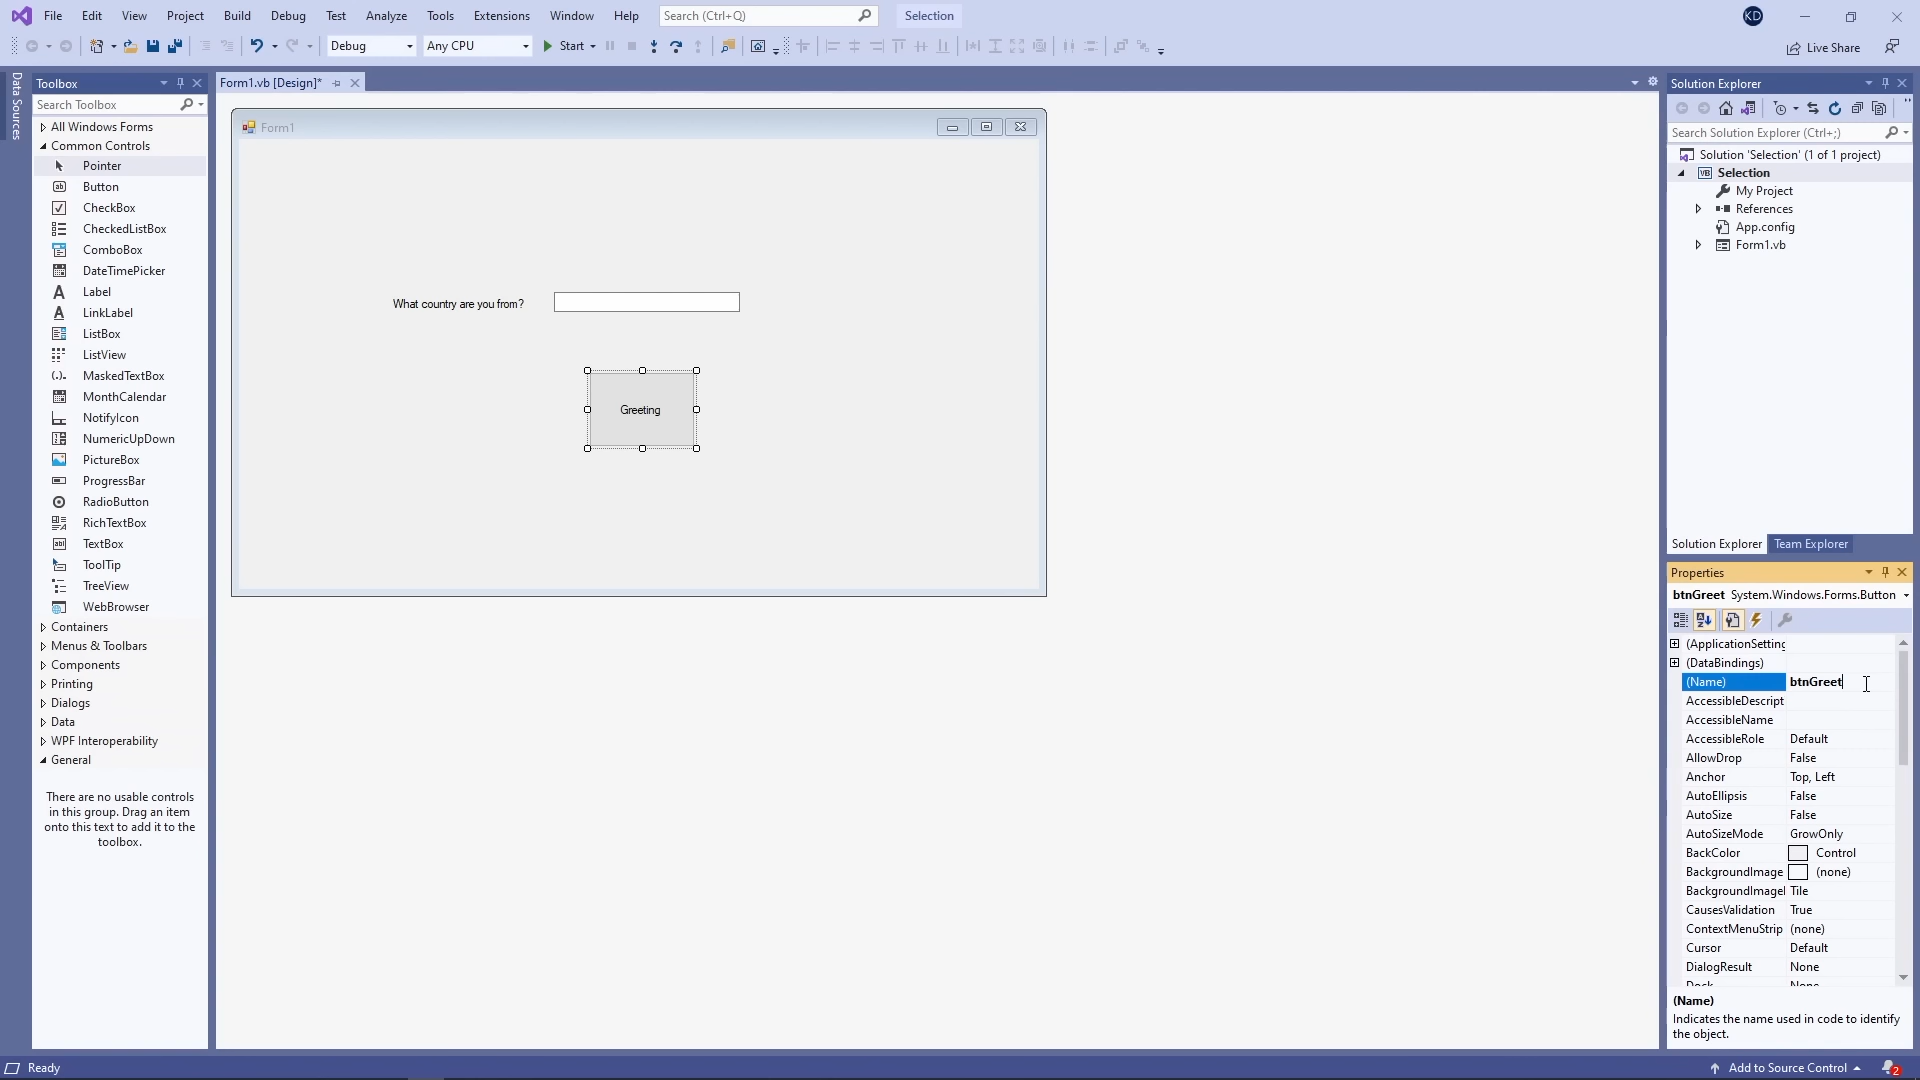 File Edit View Project Build Debug Test Analyze Tools Extensions Window Help Search (Ctrl+Q) Selection KD
Debug Any CPU Start Live Share
Data Sources
Toolbox
Search Toolbox
All Windows Forms
Common Controls
Pointer
Button
CheckBox
CheckedListBox
ComboBox
DateTimePicker
Label
LinkLabel
ListBox
ListView
MaskedTextBox
MonthCalendar
NotifyIcon
NumericUpDown
PictureBox
ProgressBar
RadioButton
RichTextBox
TextBox
ToolTip
TreeView
WebBrowser
Containers
Menus & Toolbars
Components
Printing
Dialogs
Data
WPF Interoperability
General
There are no usable controls
in this group. Drag an item
onto this text to add it to the
toolbox.
Form1.vb [Design]*
Form1
What country are you from?
Greeting
Solution Explorer
Search Solution Explorer (Ctrl+;)
Solution 'Selection' (1 of 1 project)
VB Selection
My Project
References
App.config
Form1.vb
Solution Explorer Team Explorer
Properties
btnGreet System.Windows.Forms.Button
(ApplicationSetting
(DataBindings)
(Name) btnGreet
AccessibleDescript
AccessibleName
AccessibleRole Default
AllowDrop False
Anchor Top, Left
AutoEllipsis False
AutoSize False
AutoSizeMode GrowOnly
BackColor Control
BackgroundImage (none)
BackgroundImagel Tile
CausesValidation True
ContextMenuStrip (none)
Cursor Default
DialogResult None
Dock None
(Name)
Indicates the name used in code to identify
the object.
Ready Add to Source Control 2